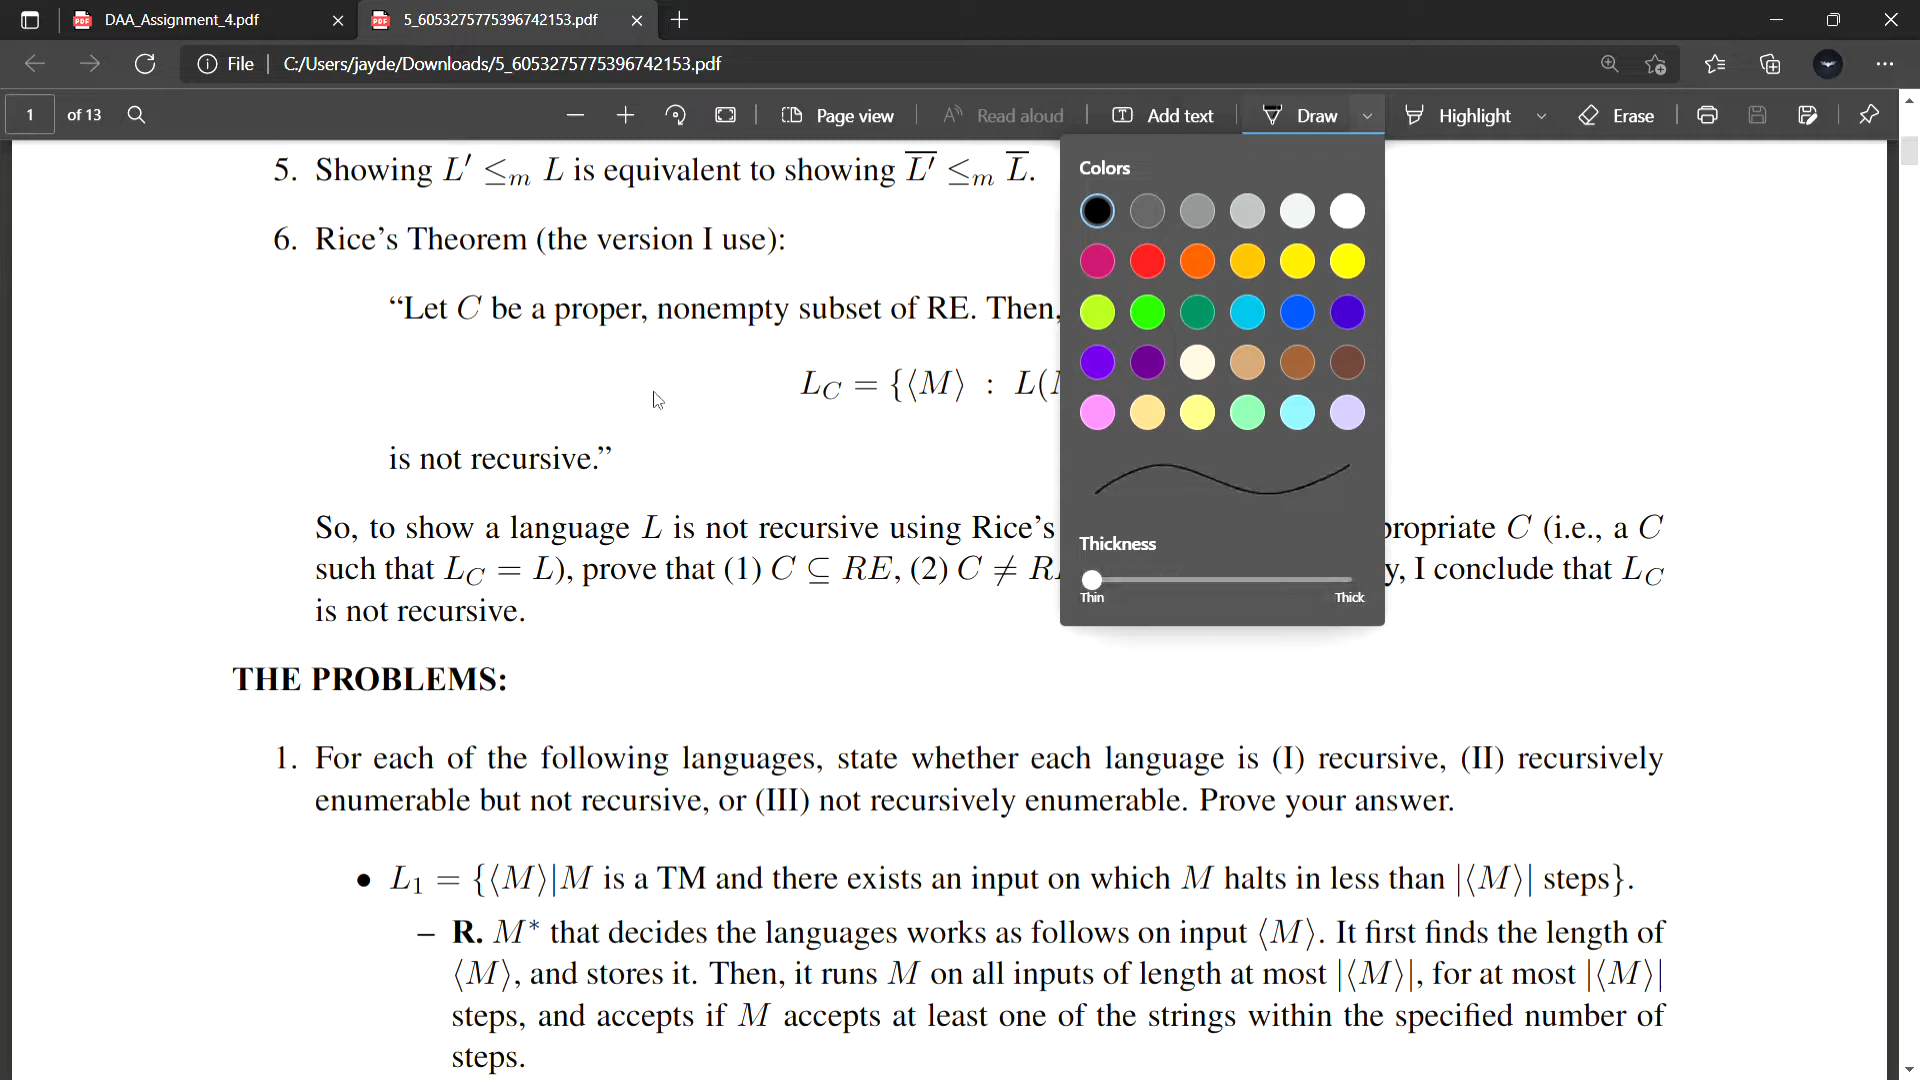 DAA_Assignment_4.pdf
5_6053275775396742153.pdf
File C:/Users/jayde/Downloads/5_6053275775396742153.pdf
1 of 13 Page view Read aloud Add text Draw Highlight Erase
5. Showing L′ ≤m L is equivalent to showing L̅′̅ ≤m L̅.
6. Rice's Theorem (the version I use):
“Let C be a proper, nonempty subset of RE. Then,
LC = {⟨M⟩ : L(
is not recursive.”
So, to show a language L is not recursive using Rice's propriate C (i.e., a C
such that LC = L), prove that (1) C ⊆ RE, (2) C ≠ R y, I conclude that LC
is not recursive.
Colors
Thickness
Thin Thick
THE PROBLEMS:
1. For each of the following languages, state whether each language is (I) recursive, (II) recursively
enumerable but not recursive, or (III) not recursively enumerable. Prove your answer.
• L1 = {⟨M⟩|M is a TM and there exists an input on which M halts in less than |⟨M⟩| steps}.
– R. M* that decides the languages works as follows on input ⟨M⟩. It first finds the length of
⟨M⟩, and stores it. Then, it runs M on all inputs of length at most |⟨M⟩|, for at most |⟨M⟩|
steps, and accepts if M accepts at least one of the strings within the specified number of
steps.